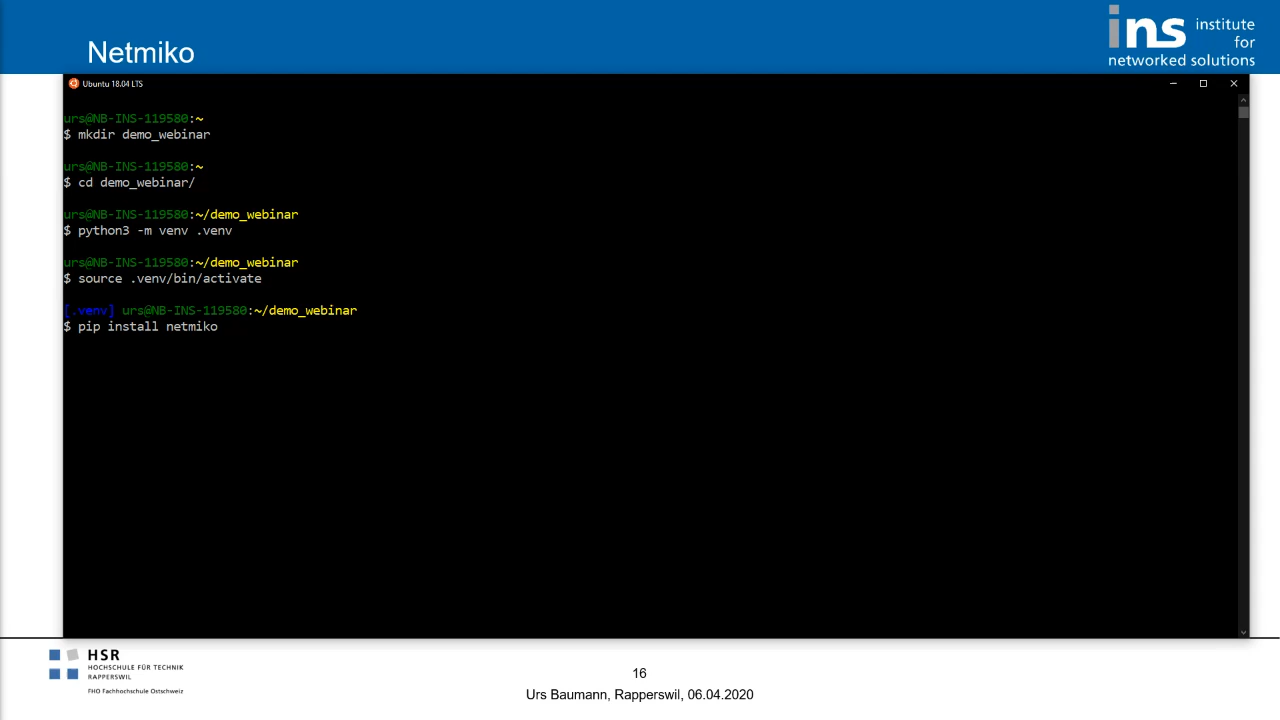 Netmiko
ins institute
for
networked solutions
Ubuntu 18.04 LTS
urs@NB-INS-119580:~
$ mkdir demo_webinar
urs@NB-INS-119580:~
$ cd demo_webinar/
urs@NB-INS-119580:~/demo_webinar
$ python3 -m venv .venv
urs@NB-INS-119580:~/demo_webinar
$ source .venv/bin/activate
[.venv] urs@NB-INS-119580:~/demo_webinar
$ pip install netmiko
HSR
HOCHSCHULE FÜR TECHNIK
RAPPERSWIL
FHO Fachhochschule Ostschweiz
16
Urs Baumann, Rapperswil, 06.04.2020